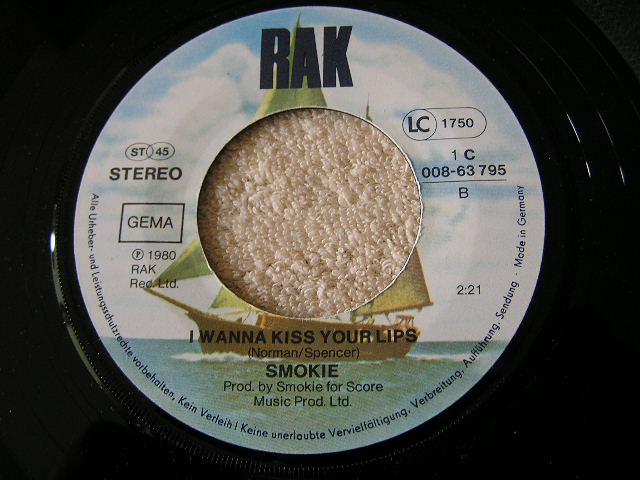 RAK
LC 1750
ST 45
STEREO
1 C
008-63 795
B
GEMA
℗ 1980
RAK
Rec. Ltd.
2:21
I WANNA KISS YOUR LIPS
(Norman/Spencer)
SMOKIE
Prod. by Smokie for Score
Music Prod. Ltd.
Alle Urheber- und Leistungsschutzrechte vorbehalten, Kein Verleih! Keine unerlaubte Vervielfältigung, Verbreitung, Aufführung, Sendung · Made in Germany